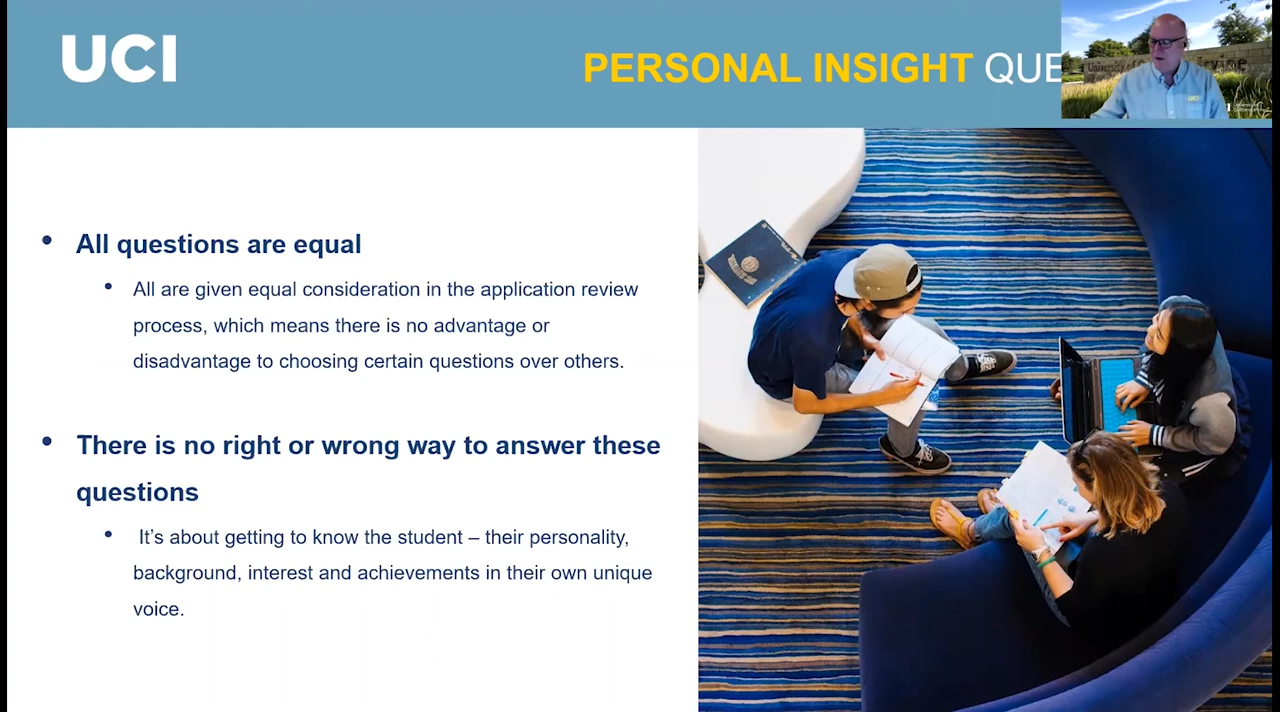 UCI
PERSONAL INSIGHT QUE
• All questions are equal
• All are given equal consideration in the application review
process, which means there is no advantage or
disadvantage to choosing certain questions over others.
• There is no right or wrong way to answer these
questions
• It’s about getting to know the student – their personality,
background, interest and achievements in their own unique
voice.